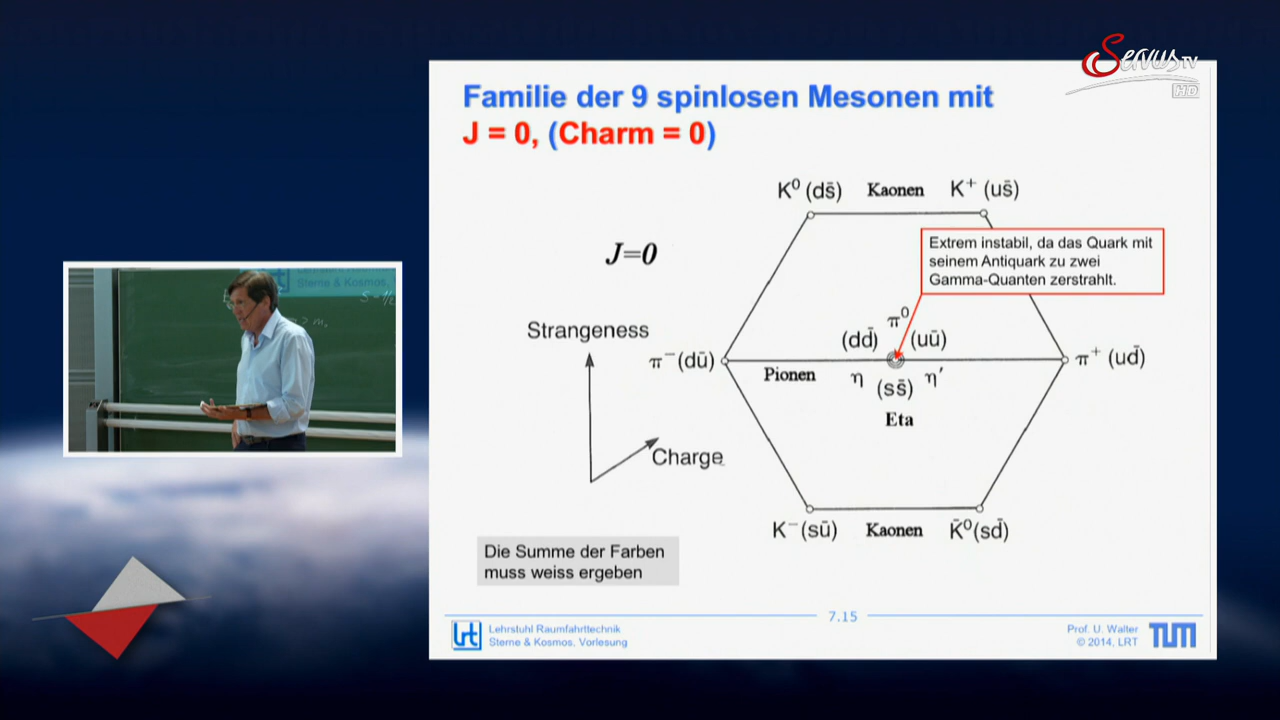 Servus TV
HD
Familie der 9 spinlosen Mesonen mit
J = 0, (Charm = 0)
K⁰ (ds̄) Kaonen K⁺ (us̄)
J=0
Extrem instabil, da das Quark mit
seinem Antiquark zu zwei
Gamma-Quanten zerstrahlt.
Strangeness
π⁰
(dd̄) (uū)
π⁻(dū) π⁺ (ud̄)
Pionen η (ss̄) η′
Eta
Charge
K⁻(sū) Kaonen K̄⁰(sd̄)
Die Summe der Farben
muss weiss ergeben
7.15
lrt Lehrstuhl Raumfahrttechnik
Sterne & Kosmos, Vorlesung
Prof. U. Walter
© 2014, LRT
TUM
Sterne & Kosmos,